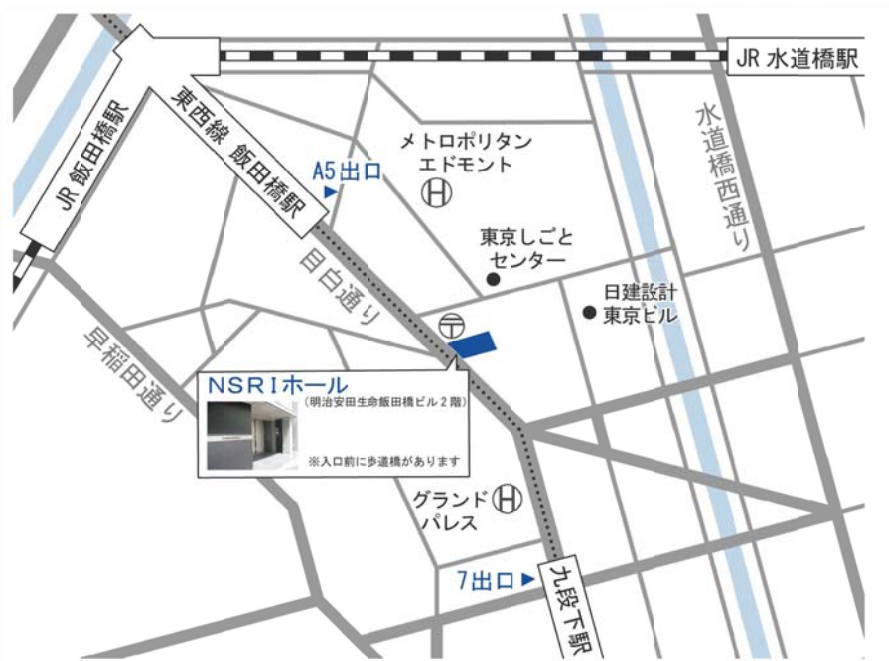 JR 水道橋駅
JR 飯田橋駅
東西線 飯田橋駅
A5出口
メトロポリタン
エドモント
水道橋西通り
東京しごと
センター
目白通り
日建設計
東京ビル
早稲田通り
NSRIホール
(明治安田生命飯田橋ビル2階)
※入口前に歩道橋があります
グランド
パレス
7出口
九段下駅